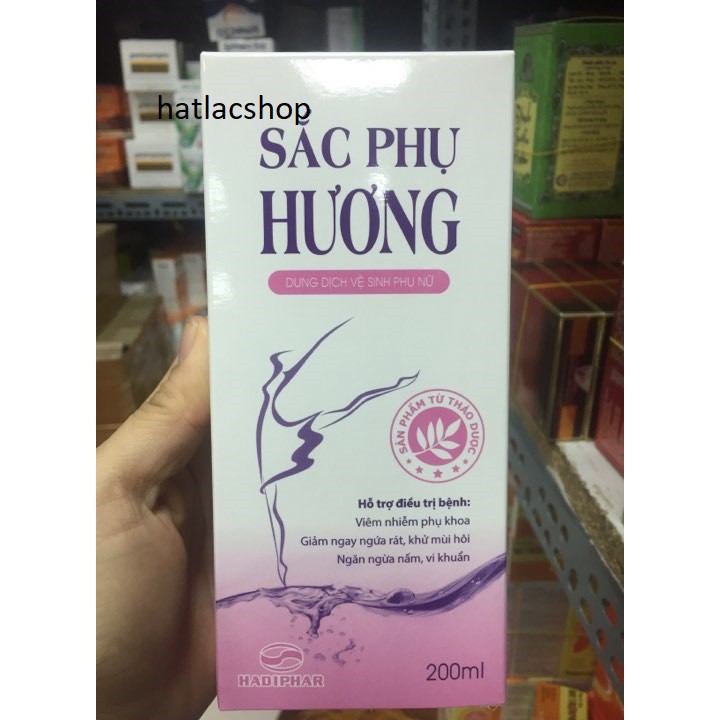 hatlacshop
SẮC PHỤ
HƯƠNG
DUNG DỊCH VỆ SINH PHỤ NỮ
SẢN PHẨM TỪ THẢO DƯỢC
Hỗ trợ điều trị bệnh:
Viêm nhiễm phụ khoa
Giảm ngay ngứa rát, khử mùi hôi
Ngăn ngừa nấm, vi khuẩn
HADIPHAR
200ml